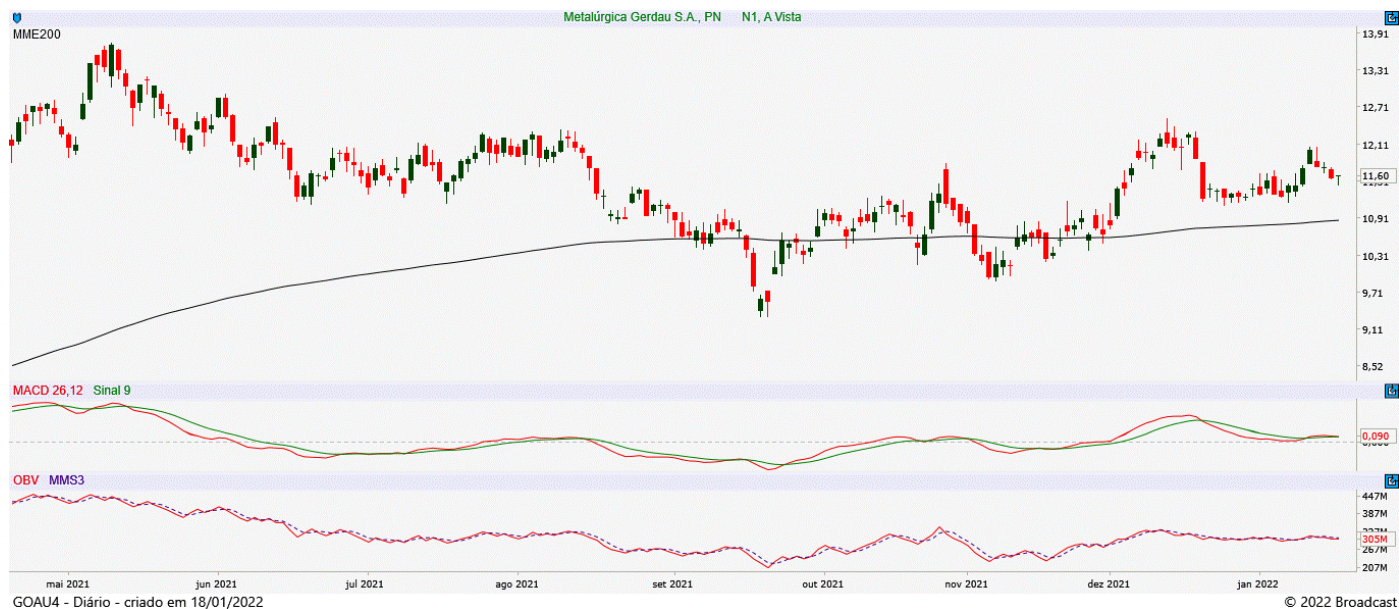 Metalúrgica Gerdau S.A., PN N1, A Vista
MME200
13,91
13,31
12,71
12,11
11,60
10,91
10,31
9,71
9,11
8,52
MACD 26,12 Sinal 9
0,090
OBV MMS3
447M
387M
305M
267M
207M
mai 2021 jun 2021 jul 2021 ago 2021 set 2021 out 2021 nov 2021 dez 2021 jan 2022
GOAU4 - Diário - criado em 18/01/2022 © 2022 Broadcast